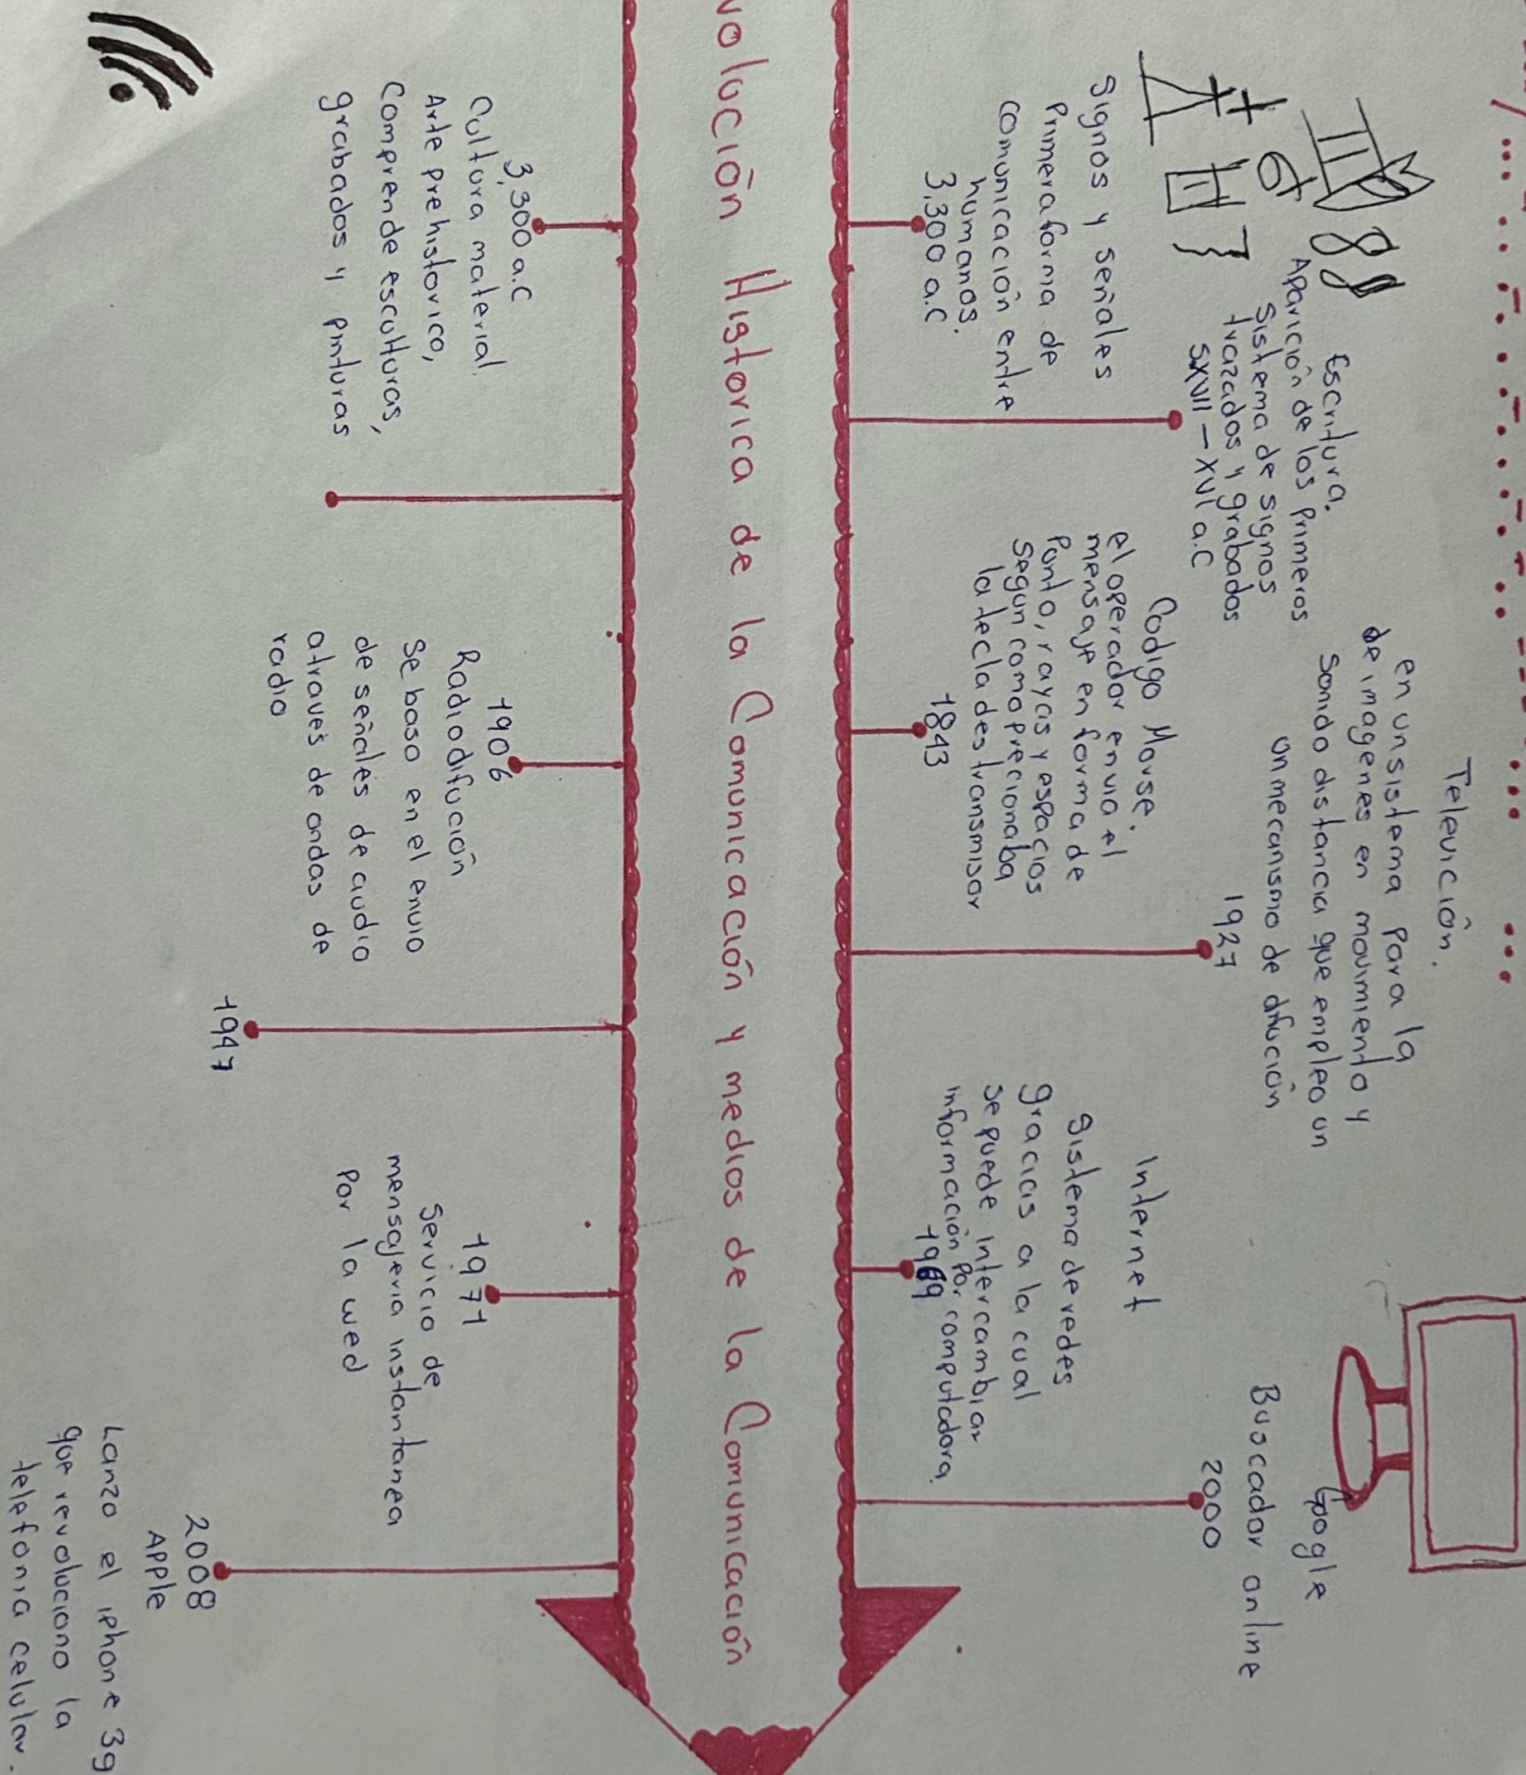 volución Historica de la Comunicación y medios de la Comunicación
Signos y señales
Primera forma de
comunicación entre
humanos.
3,300 a.C
Escritura.
Aparición de los Primeros
Sistema de signos
trazados y grabados
SXVII - XVI a.C
Codigo Morse.
el operador envia el
mensaje en forma de
Punto, rayas y espacios
segun como precionaba
la tecla des transmisor
1843
Televición.
en un sistema Para la
de imagenes en movimiento y
Sonido distancia que empleo un
un mecanismo de difución
1927
Internet
Sistema de redes
gracias a la cual
se puede intercambiar
información Por computadora.
1969
Google
Buscador online
2000
3,300 a.C
Cultura material
Arte prehistorico,
Comprende esculturas,
grabados y pinturas
1906
Radiodifución
Se baso en el envio
de señales de audio
atraves de ondas de
radio
1947
1971
Servicio de
mensajeria instantanea
Por la wed
2008
APPle
Lanzo el iphone 3g
que revoluciono la
telefonia celular.